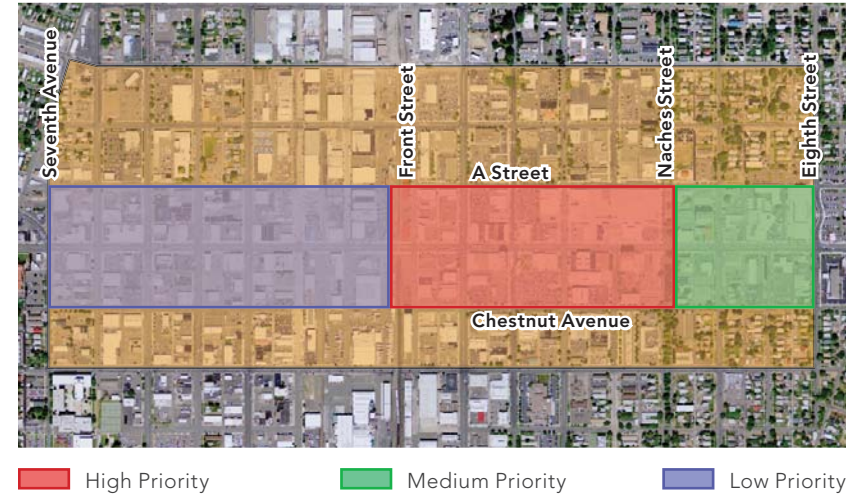 Seventh Avenue
Front Street
A Street
Naches Street
Eighth Street
Chestnut Avenue
High Priority
Medium Priority
Low Priority